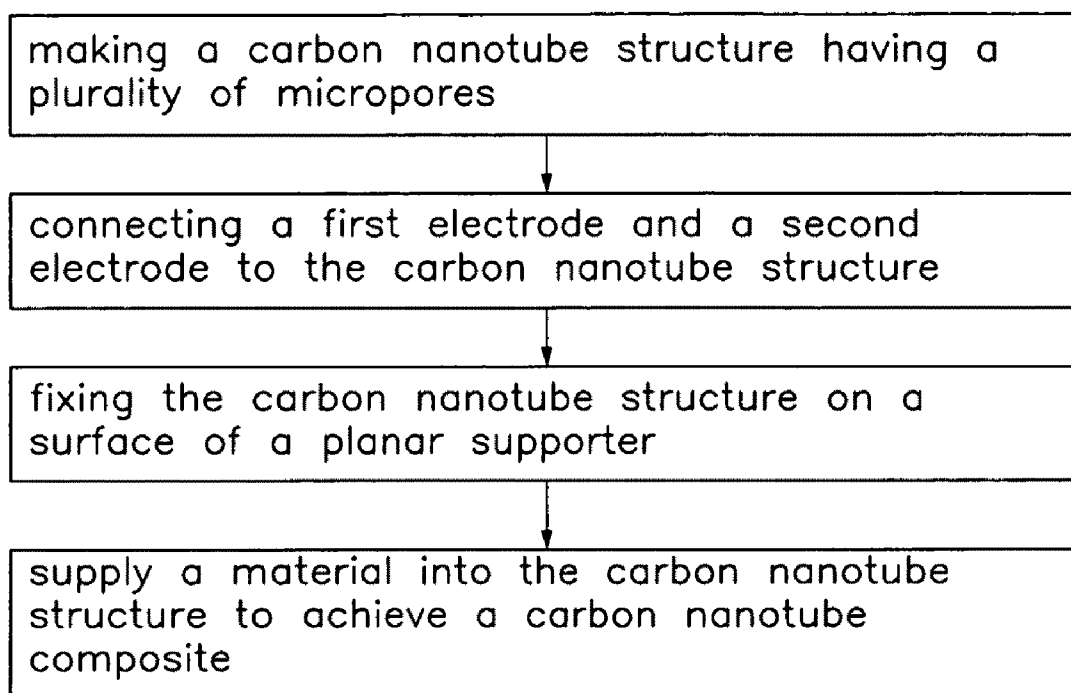 making a carbon nanotube structure having a
plurality of micropores
connecting a first electrode and a second
electrode to the carbon nanotube structure
fixing the carbon nanotube structure on a
surface of a planar supporter
supply a material into the carbon nanotube
structure to achieve a carbon nanotube
composite